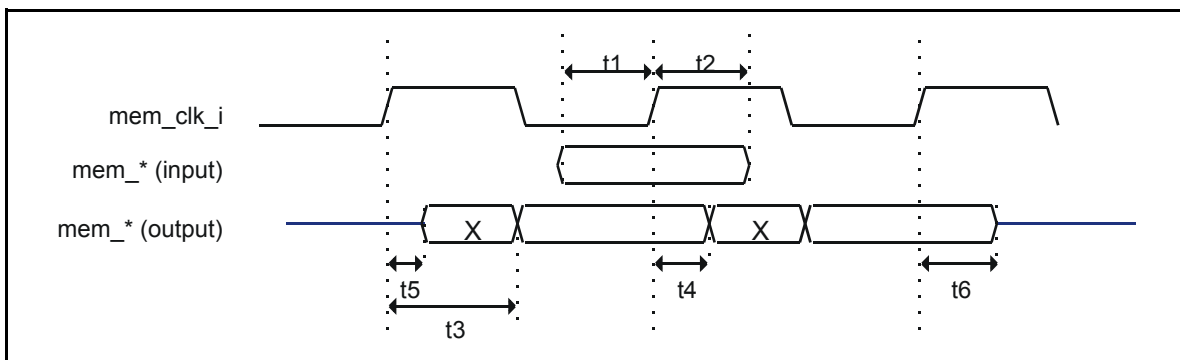 t1
t2
mem_clk_i
mem_* (input)
mem_* (output)
X
X
t5
t4
t6
t3